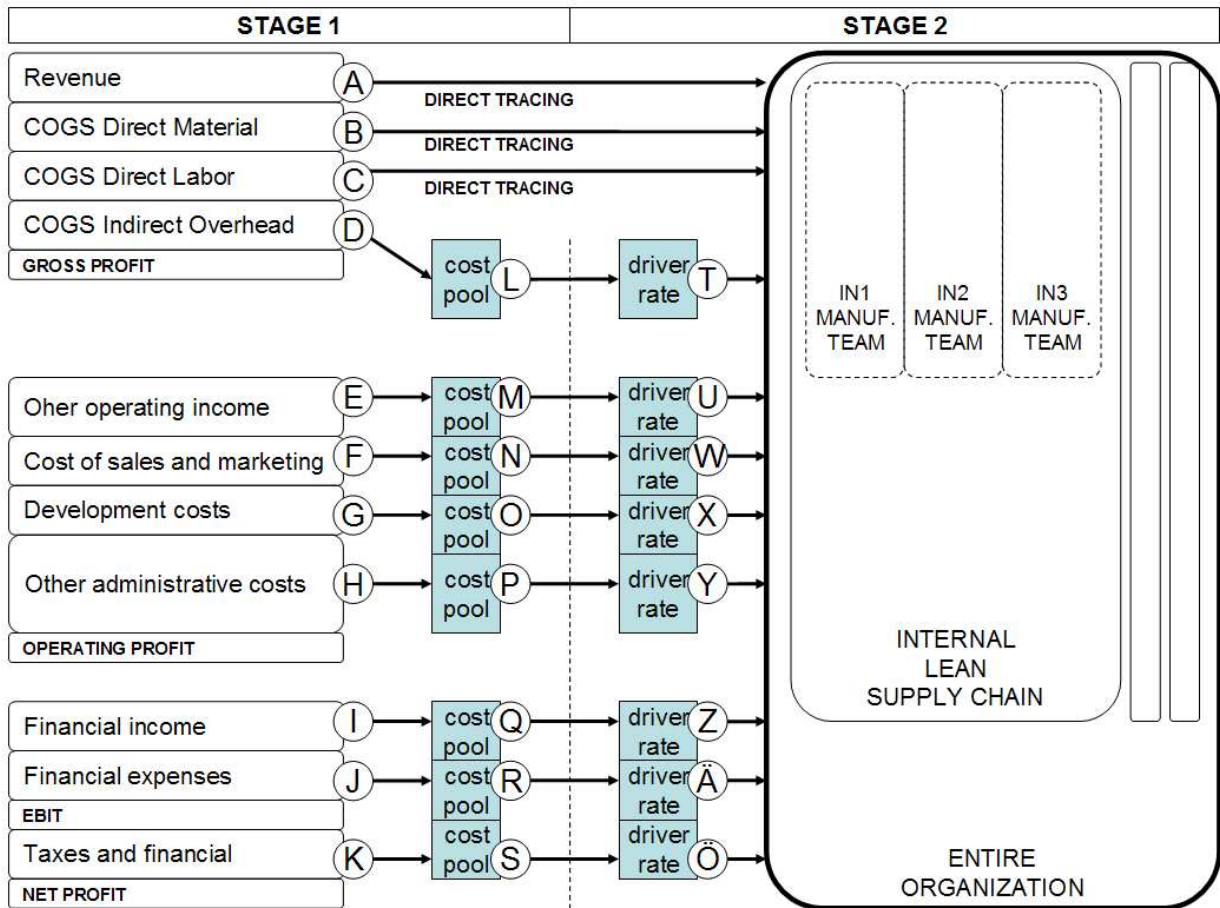 STAGE 1
STAGE 2
Revenue
A
DIRECT TRACING
COGS Direct Material
B
DIRECT TRACING
COGS Direct Labor
C
DIRECT TRACING
COGS Indirect Overhead
D
GROSS PROFIT
cost
pool
L
driver
rate
T
IN1
MANUF.
TEAM
IN2
MANUF.
TEAM
IN3
MANUF.
TEAM
Oher operating income
E
cost
pool
M
driver
rate
U
Cost of sales and marketing
F
cost
pool
N
driver
rate
W
Development costs
G
cost
pool
O
driver
rate
X
Other administrative costs
H
cost
pool
P
driver
rate
Y
OPERATING PROFIT
INTERNAL
LEAN
SUPPLY CHAIN
Financial income
I
cost
pool
Q
driver
rate
Z
Financial expenses
J
cost
pool
R
driver
rate
Ä
EBIT
Taxes and financial
K
cost
pool
S
driver
rate
Ö
NET PROFIT
ENTIRE
ORGANIZATION